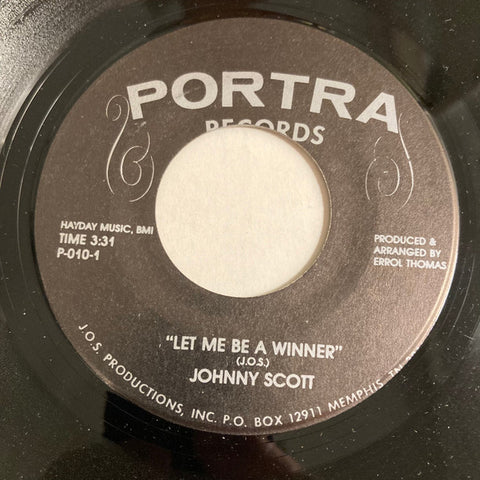 PORTRA
RECORDS
HAYDAY MUSIC, BMI
TIME 3:31
P-010-1
PRODUCED &
ARRANGED BY
ERROL THOMAS
"LET ME BE A WINNER"
(J.O.S.)
JOHNNY SCOTT
J.O.S. PRODUCTIONS, INC. P.O. BOX 12911 MEMPHIS,